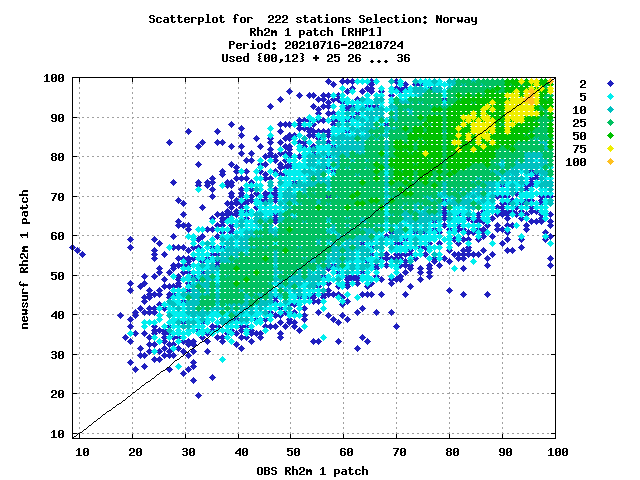 Scatterplot for  222 stations Selection: Norway
Rh2m 1 patch [RHP1]
Period: 20210716-20210724
Used {00,12} + 25 26 ... 36
100
90
80
70
60
50
40
30
20
10
newsurf Rh2m 1 patch
10 20 30 40 50 60 70 80 90 100
OBS Rh2m 1 patch
2
5
10
25
50
75
100